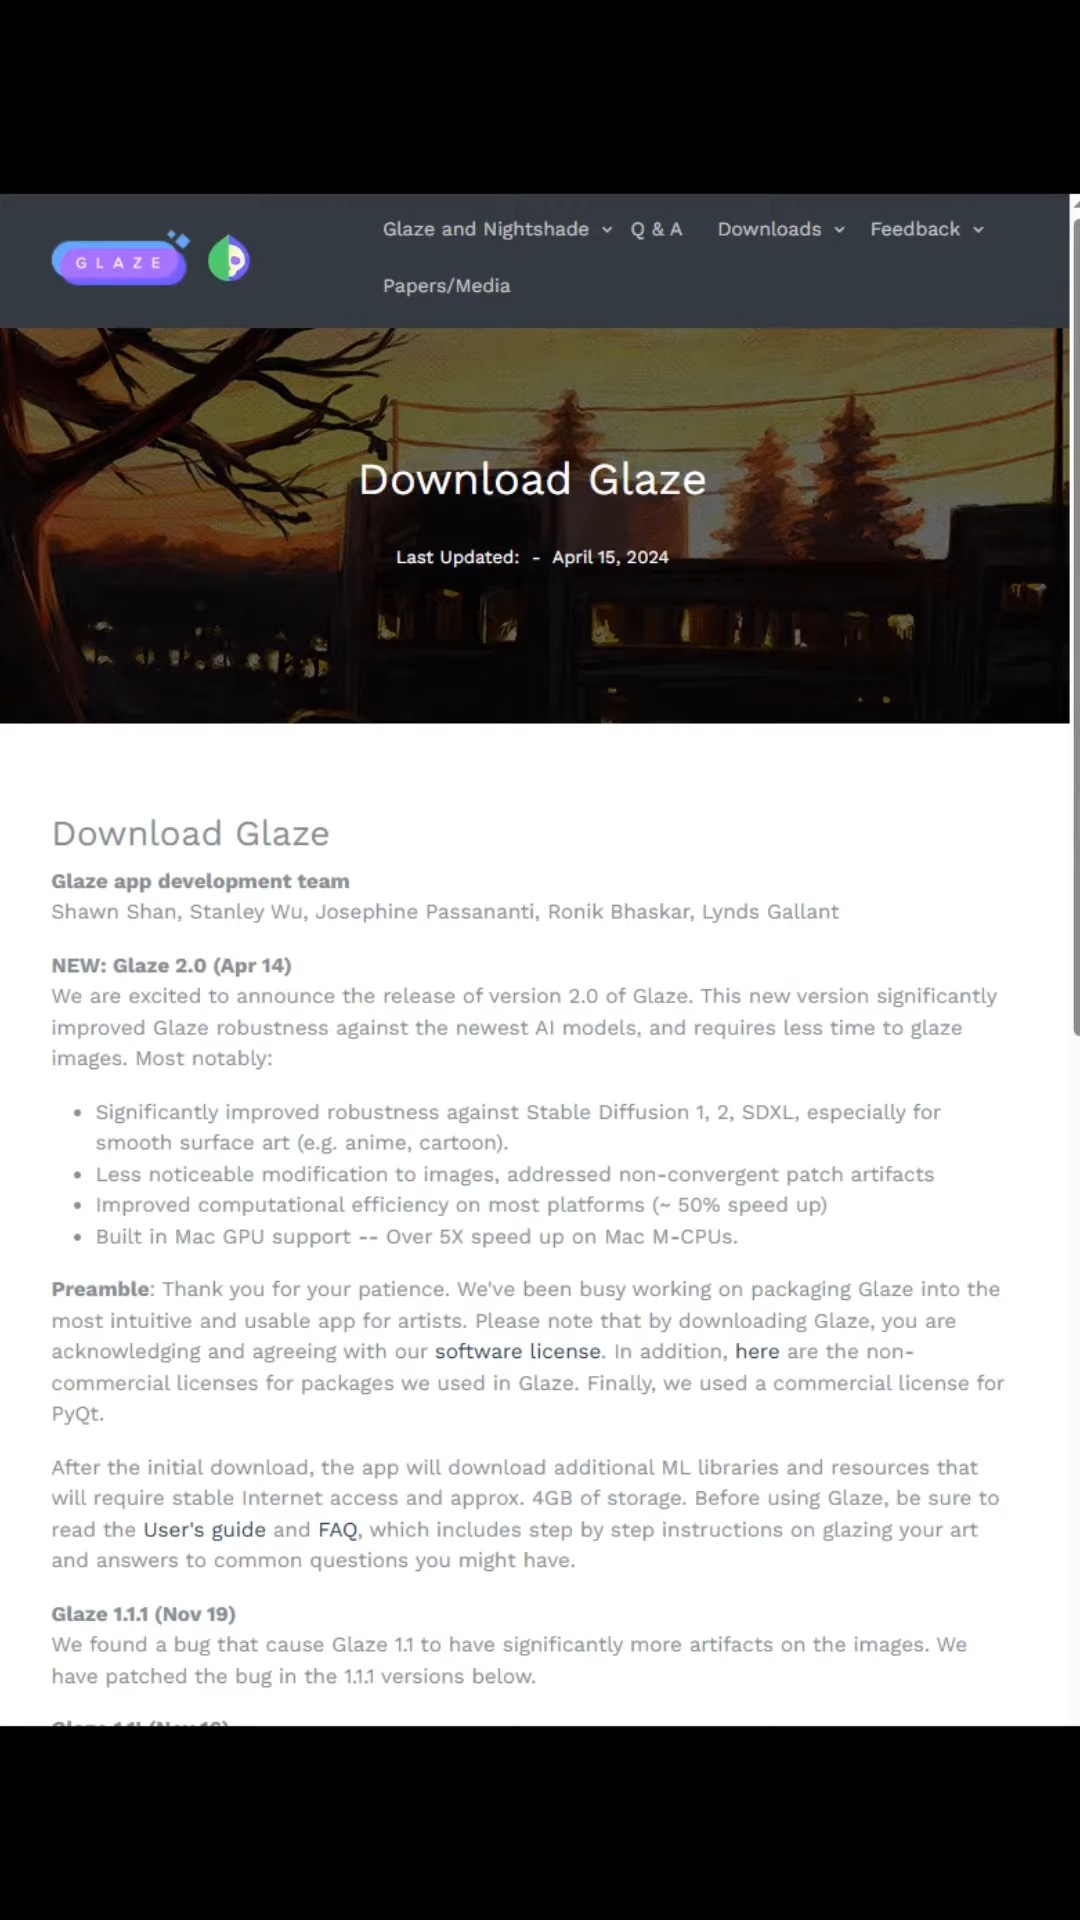 GLAZE
Glaze and Nightshade Q & A Downloads Feedback
Papers/Media
Download Glaze
Last Updated: - April 15, 2024
Download Glaze
Glaze app development team
Shawn Shan, Stanley Wu, Josephine Passananti, Ronik Bhaskar, Lynds Gallant
NEW: Glaze 2.0 (Apr 14)
We are excited to announce the release of version 2.0 of Glaze. This new version significantly
improved Glaze robustness against the newest AI models, and requires less time to glaze
images. Most notably:
• Significantly improved robustness against Stable Diffusion 1, 2, SDXL, especially for
smooth surface art (e.g. anime, cartoon).
• Less noticeable modification to images, addressed non-convergent patch artifacts
• Improved computational efficiency on most platforms (~ 50% speed up)
• Built in Mac GPU support -- Over 5X speed up on Mac M-CPUs.
Preamble: Thank you for your patience. We've been busy working on packaging Glaze into the
most intuitive and usable app for artists. Please note that by downloading Glaze, you are
acknowledging and agreeing with our software license. In addition, here are the non-
commercial licenses for packages we used in Glaze. Finally, we used a commercial license for
PyQt.
After the initial download, the app will download additional ML libraries and resources that
will require stable Internet access and approx. 4GB of storage. Before using Glaze, be sure to
read the User's guide and FAQ, which includes step by step instructions on glazing your art
and answers to common questions you might have.
Glaze 1.1.1 (Nov 19)
We found a bug that cause Glaze 1.1 to have significantly more artifacts on the images. We
have patched the bug in the 1.1.1 versions below.